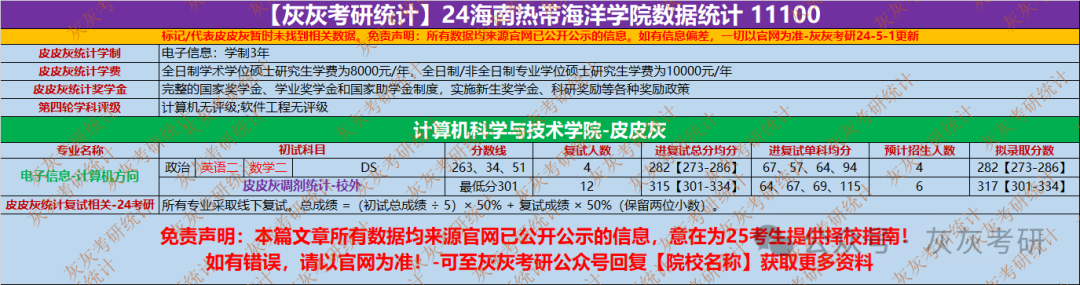 【灰灰考研统计】24海南热带海洋学院数据统计 11100
标记/代表皮皮灰暂时未找到相关数据。免责声明：所有数据均来源官网已公开公示的信息。如有信息偏差，一切以官网为准-灰灰考研24-5-1更新
皮皮灰统计学制 电子信息：学制3年
皮皮灰统计学费 全日制学术学位硕士研究生学费为8000元/年，全日制/非全日制专业学位硕士研究生学费为10000元/年
皮皮灰统计奖学金 完整的国家奖学金、学业奖学金和国家助学金制度，实施新生奖学金、科研奖励等各种奖励政策
第四轮学科评级 计算机无评级;软件工程无评级
计算机科学与技术学院-皮皮灰
专业名称 初试科目 分数线 复试人数 进复试总分均分 进复试单科均分 预计招生人数 拟录取分数
电子信息-计算机方向 政治 英语二 数学二 DS 263、34、51 4 282【273-286】 67、57、64、94 4 282【273-286】
皮皮灰调剂统计-校外 最低分301 12 315【301-334】 64、67、69、115 6 317【301-334】
皮皮灰统计复试相关-24考研 所有专业采取线下复试。总成绩 =（初试总成绩 ÷ 5）× 50% + 复试成绩 × 50%（保留两位小数）。
免责声明：本篇文章所有数据均来源官网已公开公示的信息，意在为25考生提供择校指南！
如有错误，请以官网为准！-可至灰灰考研公众号回复【院校名称】获取更多资料
公众号 灰灰考研
灰灰考研统计